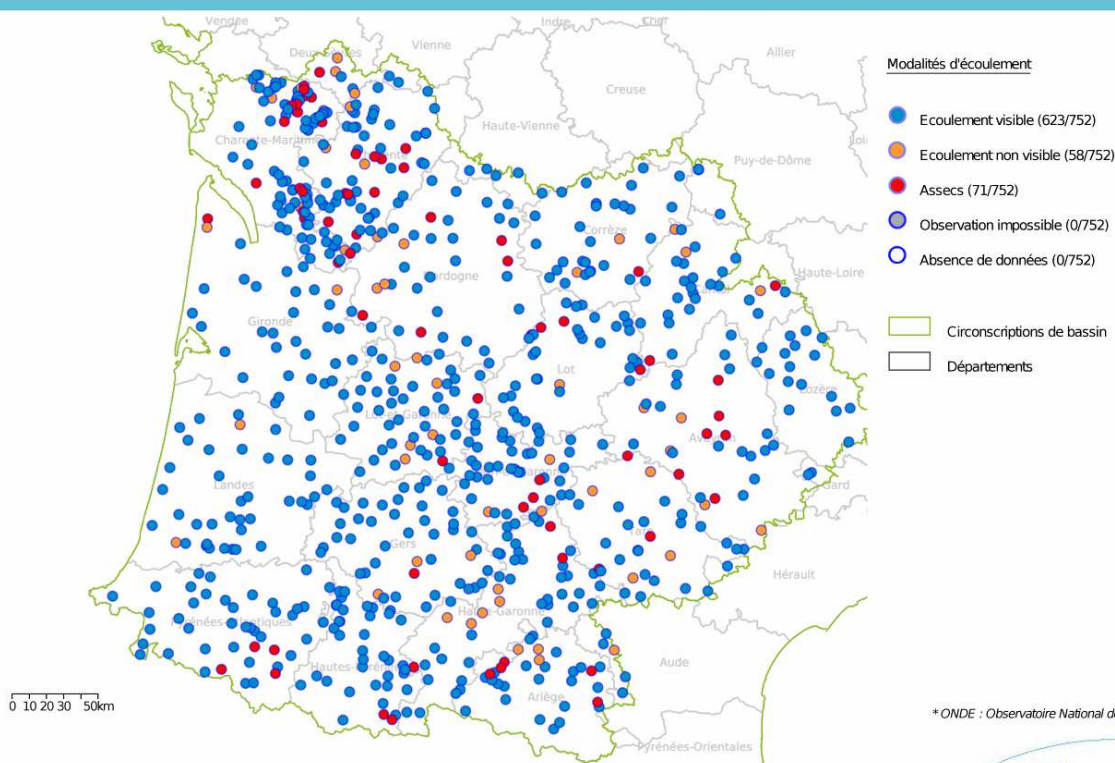 Modalités d'écoulement
Ecoulement visible (623/752)
Ecoulement non visible (58/752)
Assecs (71/752)
Observation impossible (0/752)
Absence de données (0/752)
Circonscriptions de bassin
Départements
Vendée
Deux-Sèvres
Vienne
Indre
Cher
Allier
Creuse
Haute-Vienne
Charente-Maritime
Puy-de-Dôme
Corrèze
Dordogne
Haute-Loire
Cantal
Gironde
Lot
Lozère
Lot-et-Garonne
Aveyron
Landes
Gard
Tarn
Gers
Hérault
Haute-Garonne
Pyrénées-Atlantiques
Hautes-Pyrénées
Aude
Ariège
Pyrénées-Orientales
0 10 20 30 50km
* ONDE : Observatoire National de